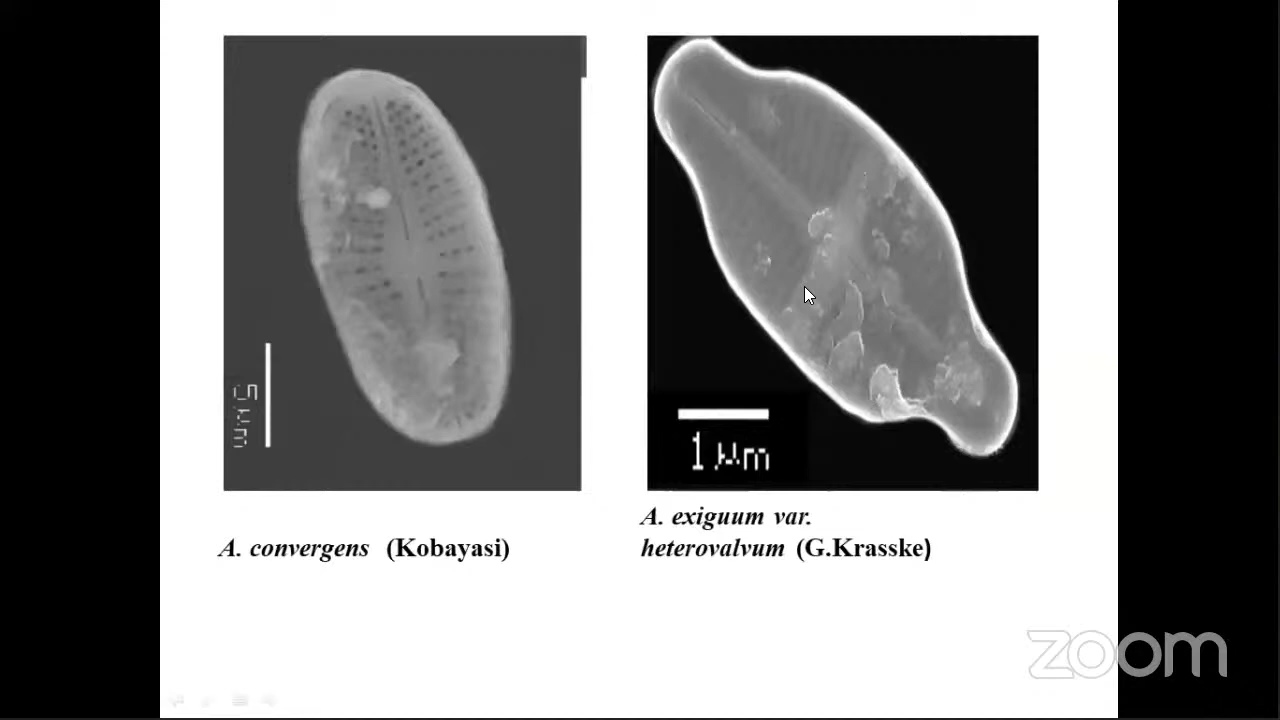 5 µm
1 µm
A. convergens (Kobayasi)
A. exiguum var.
heterovalvum (G.Krasske)
zoom